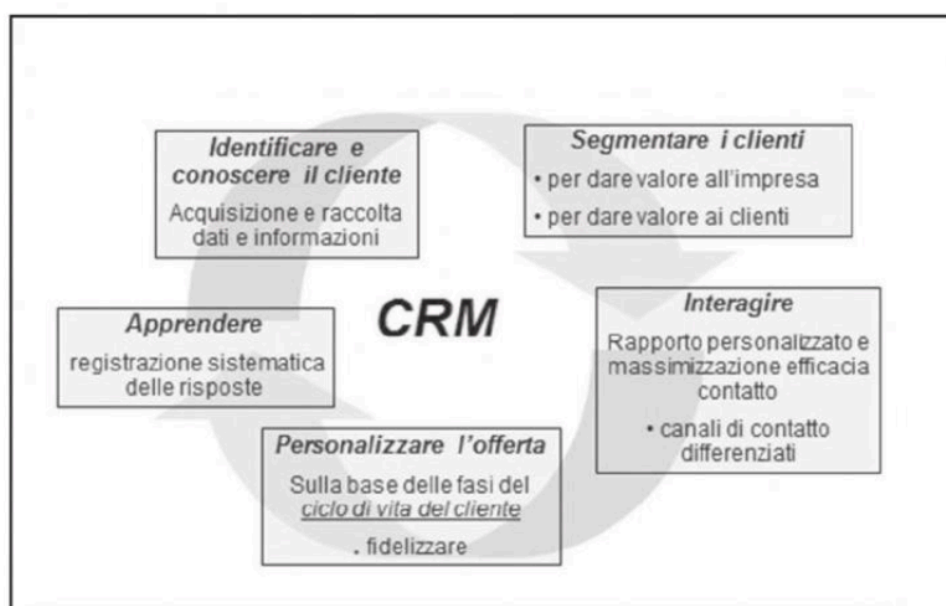 Identificare e
conoscere il cliente
Acquisizione e raccolta
dati e informazioni
Segmentare i clienti
• per dare valore all'impresa
• per dare valore ai clienti
CRM
Interagire
Rapporto personalizzato e
massimizzazione efficacia
contatto
• canali di contatto
differenziati
Apprendere
registrazione sistematica
delle risposte
Personalizzare l'offerta
Sulla base delle fasi del
ciclo di vita del cliente
. fidelizzare